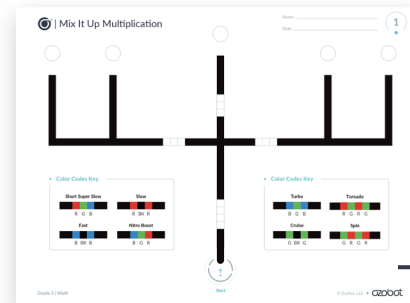 | Mix It Up Multiplication
Name
Date
1
Color Codes Key
Short Super Slow
R G B
Slow
R BK R
Fast
B BK B
Nitro Boost
B G R
Color Codes Key
Turbo
B G B
Tornado
R G R G
Cruise
G BK G
Spin
G R G R
Start
Grade 3 | Math
© Evollve, LLC • ozobot